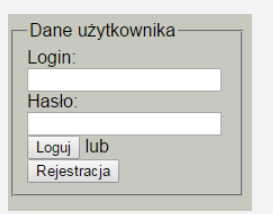 Dane użytkownika
Login:
Hasło:
Loguj lub
Rejestracja